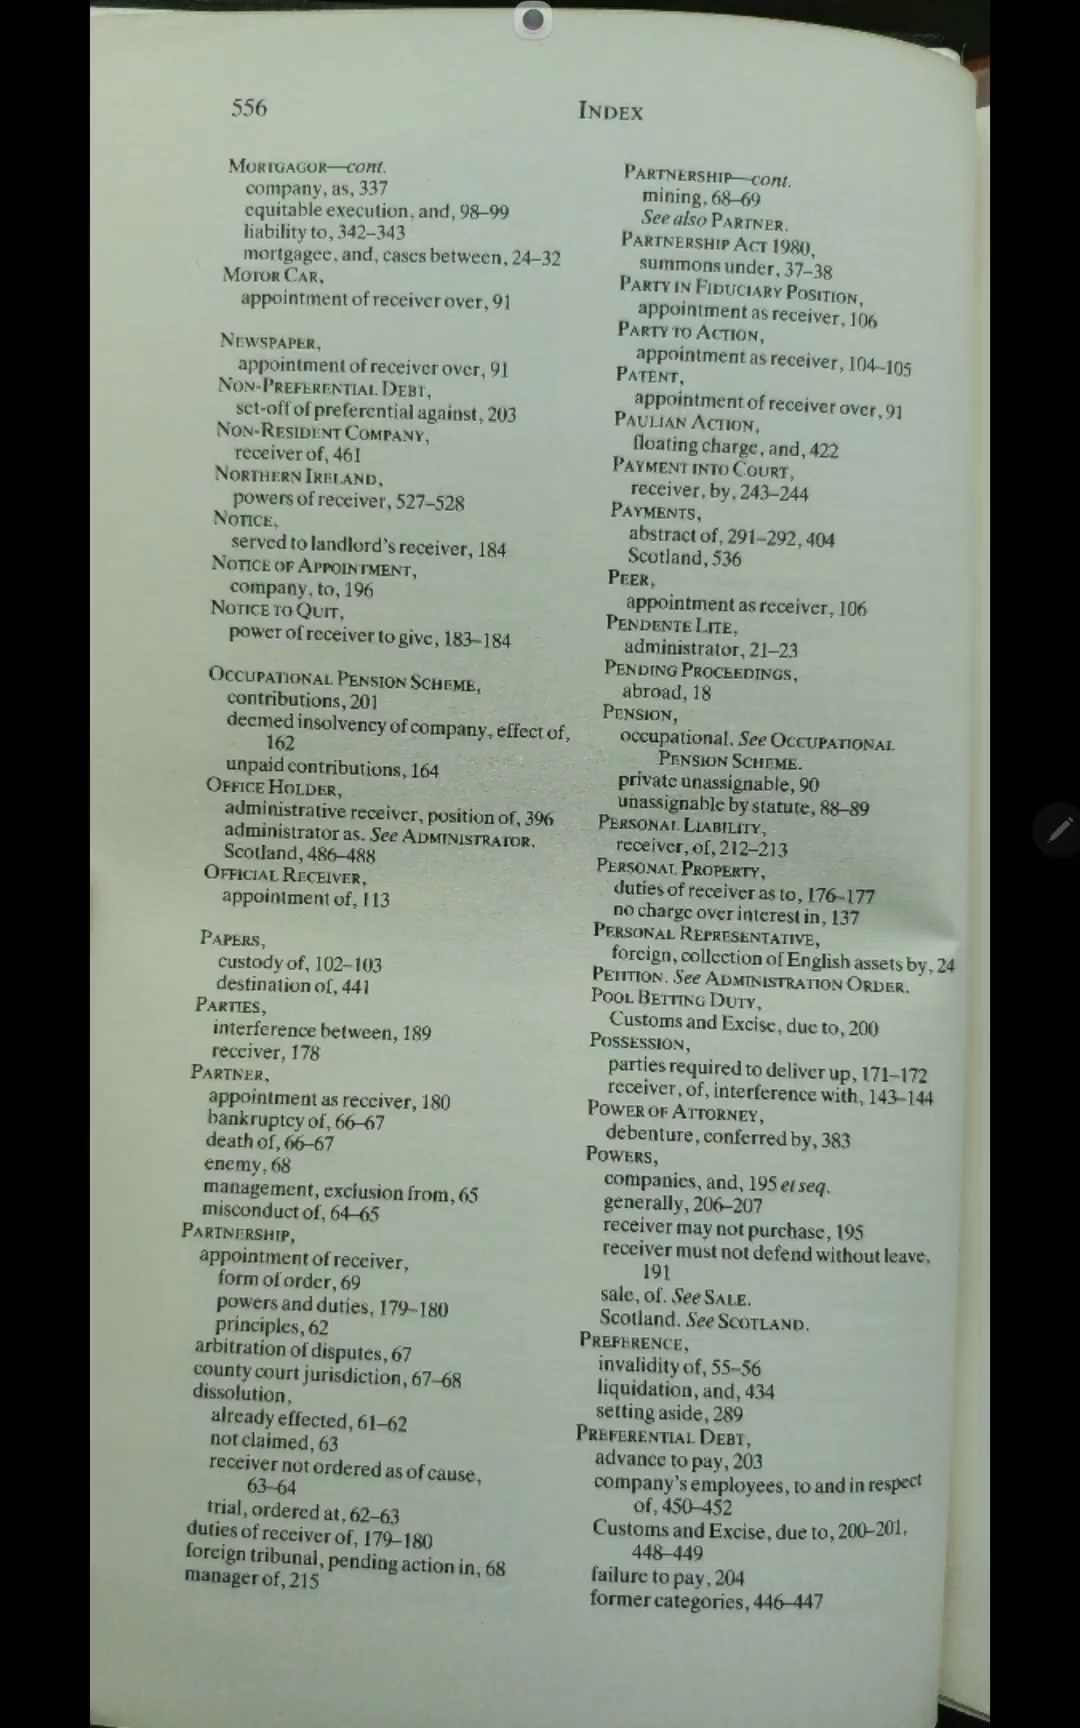 556
INDEX
MORTGAGOR—cont.
company, as, 337
equitable execution, and, 98–99
liability to, 342–343
mortgagee, and, cases between, 24–32
MOTOR CAR,
appointment of receiver over, 91
NEWSPAPER,
appointment of receiver over, 91
NON-PREFERENTIAL DEBT,
set-off of preferential against, 203
NON-RESIDENT COMPANY,
receiver of, 461
NORTHERN IRELAND,
powers of receiver, 527–528
NOTICE,
served to landlord's receiver, 184
NOTICE OF APPOINTMENT,
company, to, 196
NOTICE TO QUIT,
power of receiver to give, 183–184
OCCUPATIONAL PENSION SCHEME,
contributions, 201
deemed insolvency of company, effect of,
162
unpaid contributions, 164
OFFICE HOLDER,
administrative receiver, position of, 396
administrator as. See ADMINISTRATOR.
Scotland, 486–488
OFFICIAL RECEIVER,
appointment of, 113
PAPERS,
custody of, 102–103
destination of, 441
PARTIES,
interference between, 189
receiver, 178
PARTNER,
appointment as receiver, 180
bankruptcy of, 66–67
death of, 66–67
enemy, 68
management, exclusion from, 65
misconduct of, 64–65
PARTNERSHIP,
appointment of receiver,
form of order, 69
powers and duties, 179–180
principles, 62
arbitration of disputes, 67
county court jurisdiction, 67–68
dissolution,
already effected, 61–62
not claimed, 63
receiver not ordered as of cause,
63–64
trial, ordered at, 62–63
duties of receiver of, 179–180
foreign tribunal, pending action in, 68
manager of, 215
PARTNERSHIP—cont.
mining, 68–69
See also PARTNER.
PARTNERSHIP ACT 1980,
summons under, 37–38
PARTY IN FIDUCIARY POSITION,
appointment as receiver, 106
PARTY TO ACTION,
appointment as receiver, 104–105
PATENT,
appointment of receiver over, 91
PAULIAN ACTION,
floating charge, and, 422
PAYMENT INTO COURT,
receiver, by, 243–244
PAYMENTS,
abstract of, 291–292, 404
Scotland, 536
PEER,
appointment as receiver, 106
PENDENTE LITE,
administrator, 21–23
PENDING PROCEEDINGS,
abroad, 18
PENSION,
occupational. See OCCUPATIONAL
PENSION SCHEME.
private unassignable, 90
unassignable by statute, 88–89
PERSONAL LIABILITY,
receiver, of, 212–213
PERSONAL PROPERTY,
duties of receiver as to, 176–177
no charge over interest in, 137
PERSONAL REPRESENTATIVE,
foreign, collection of English assets by, 24
PETITION. See ADMINISTRATION ORDER.
POOL BETTING DUTY,
Customs and Excise, due to, 200
POSSESSION,
parties required to deliver up, 171–172
receiver, of, interference with, 143–144
POWER OF ATTORNEY,
debenture, conferred by, 383
POWERS,
companies, and, 195 et seq.
generally, 206–207
receiver may not purchase, 195
receiver must not defend without leave,
191
sale, of. See SALE.
Scotland. See SCOTLAND.
PREFERENCE,
invalidity of, 55–56
liquidation, and, 434
setting aside, 289
PREFERENTIAL DEBT,
advance to pay, 203
company's employees, to and in respect
of, 450–452
Customs and Excise, due to, 200–201,
448–449
failure to pay, 204
former categories, 446–447